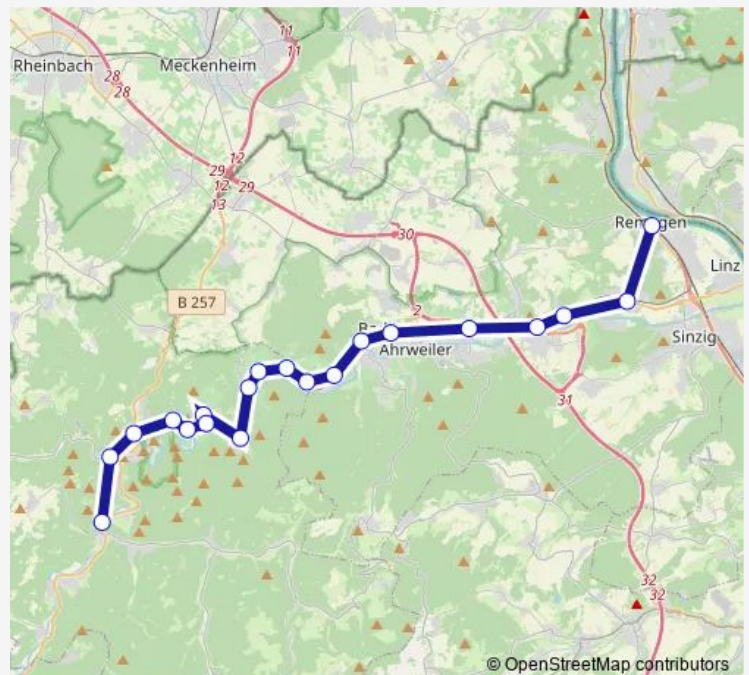 11
11
Rheinbach
Meckenheim
28
28
12
29
12
29
13
30
Remagen
Linz
B 257
2
Ahrweiler
Sinzig
31
32
32
© OpenStreetMap contributors